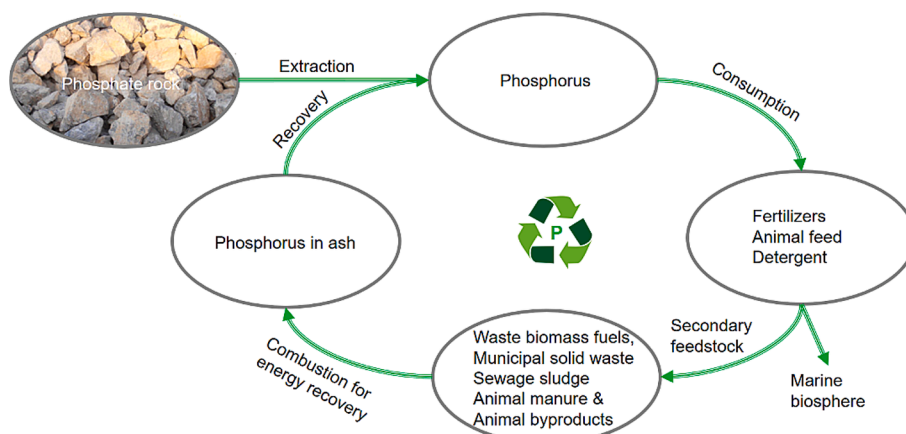 Phosphate rock
Extraction
Phosphorus
Consumption
Recovery
Phosphorus in ash
P
Fertilizers
Animal feed
Detergent
Secondary
feedstock
Marine
biosphere
Waste biomass fuels,
Municipal solid waste
Sewage sludge
Animal manure &
Animal byproducts
Combustion for
energy recovery